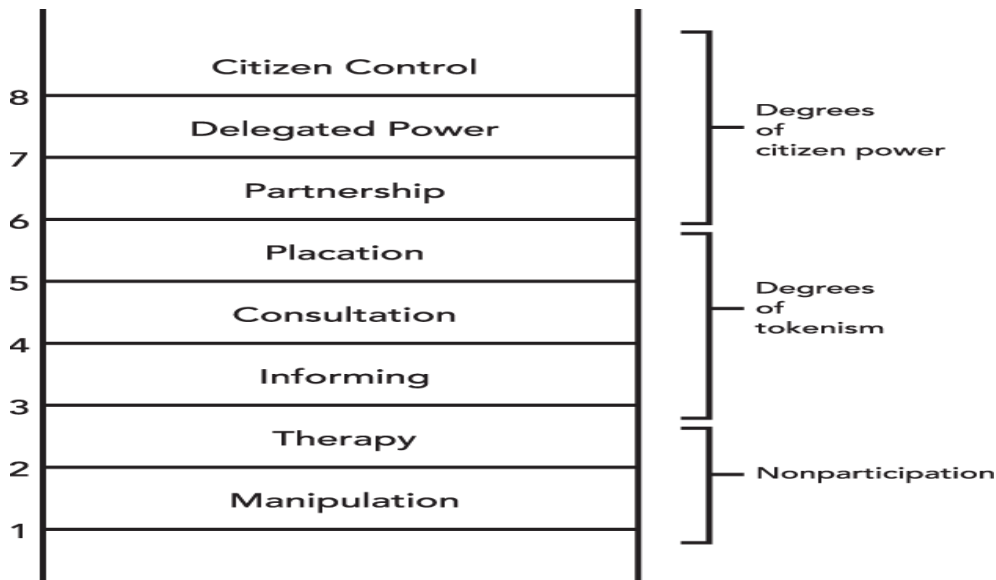 Citizen Control
8
Delegated Power
7
Partnership
6
Placation
5
Consultation
4
Informing
3
Therapy
2
Manipulation
1
Degrees
of
citizen power
Degrees
of
tokenism
Nonparticipation